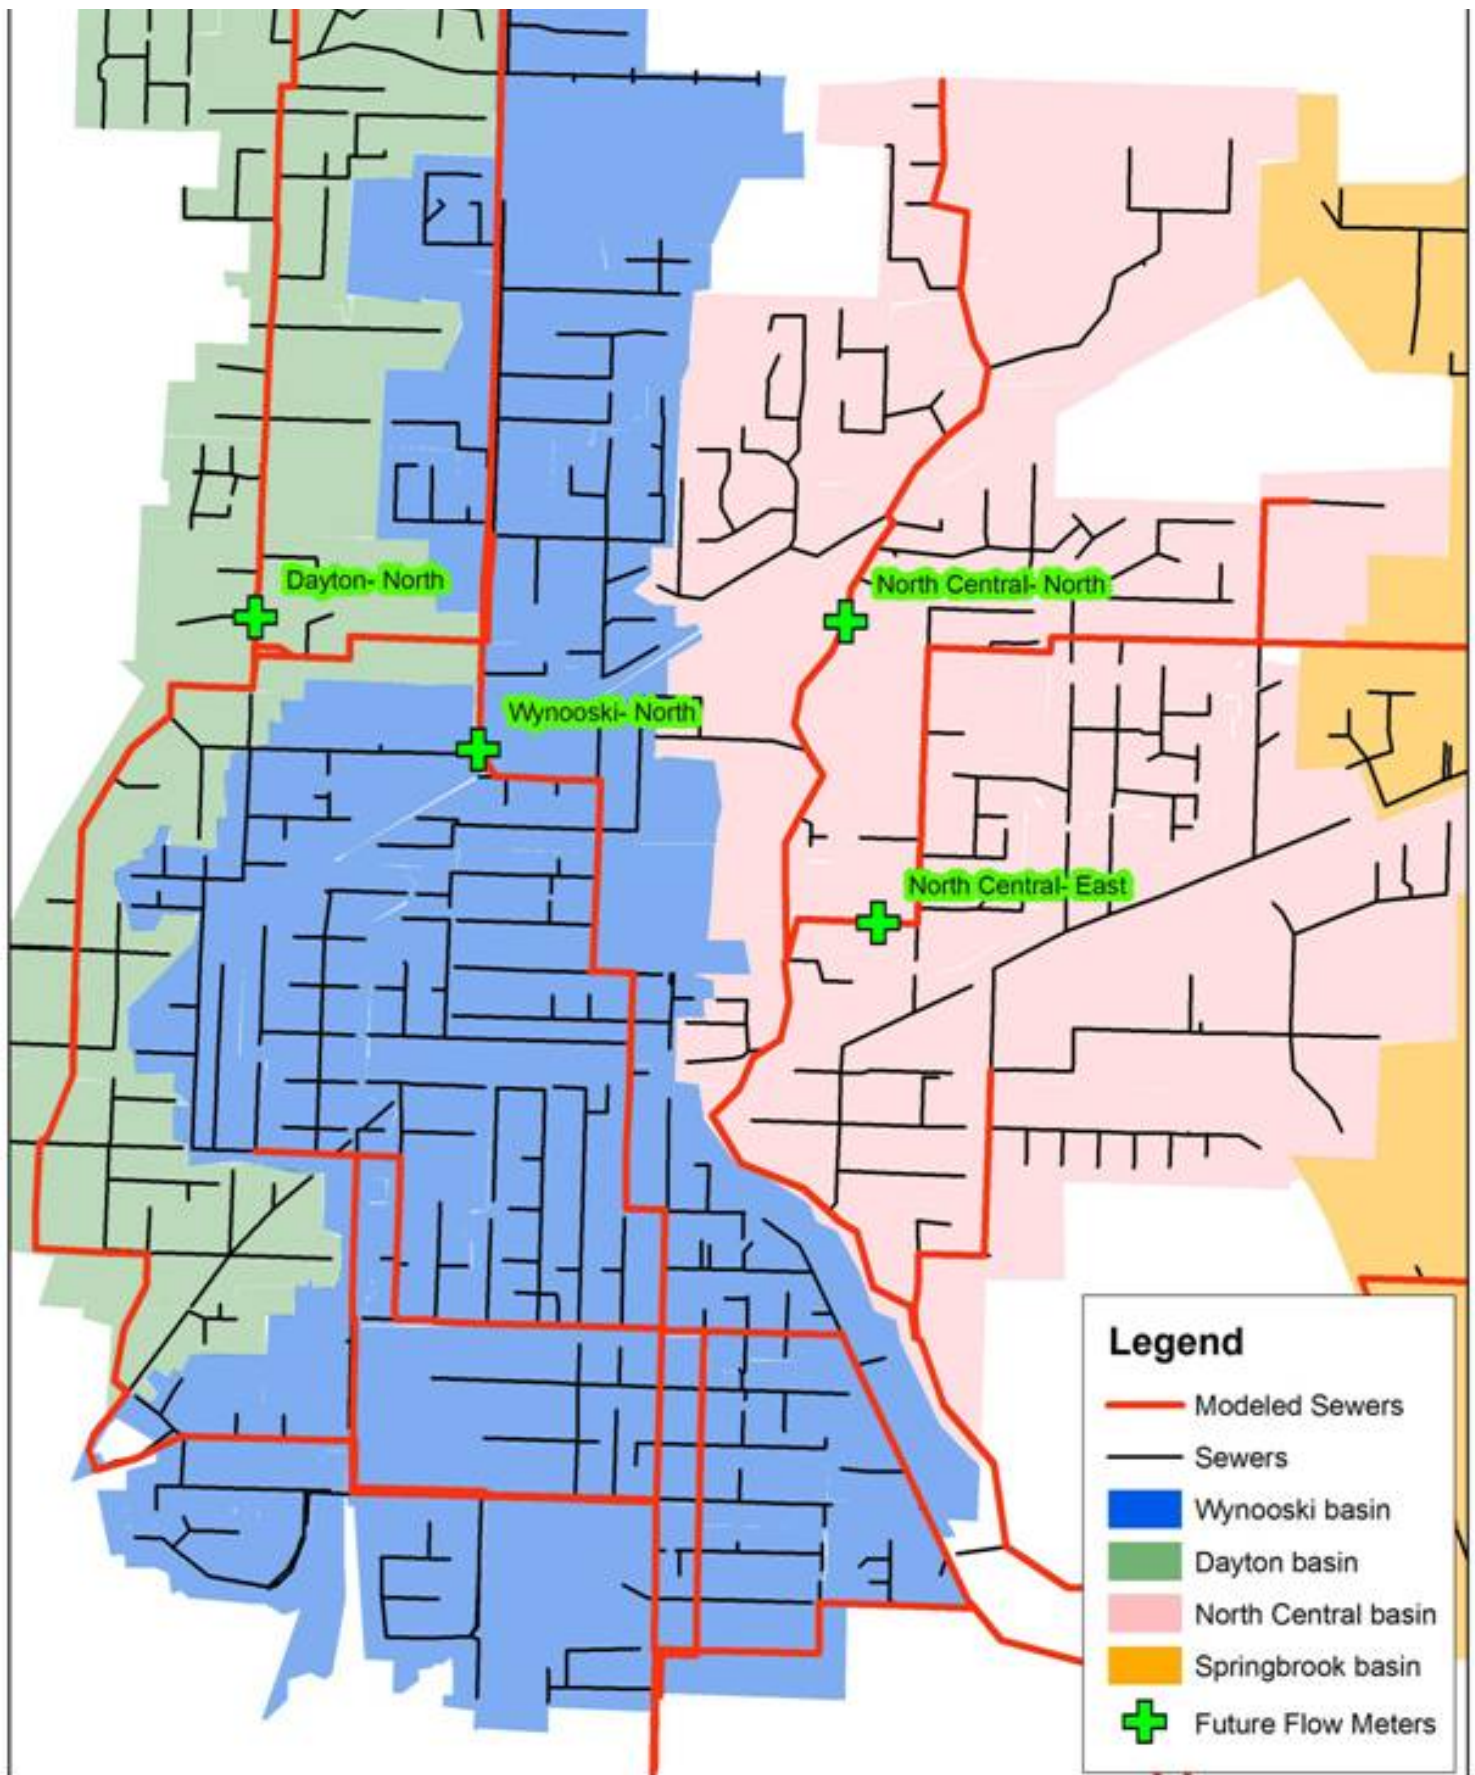 Dayton- North
North Central- North
Wynooski- North
North Central- East
Legend
Modeled Sewers
Sewers
Wynooski basin
Dayton basin
North Central basin
Springbrook basin
Future Flow Meters